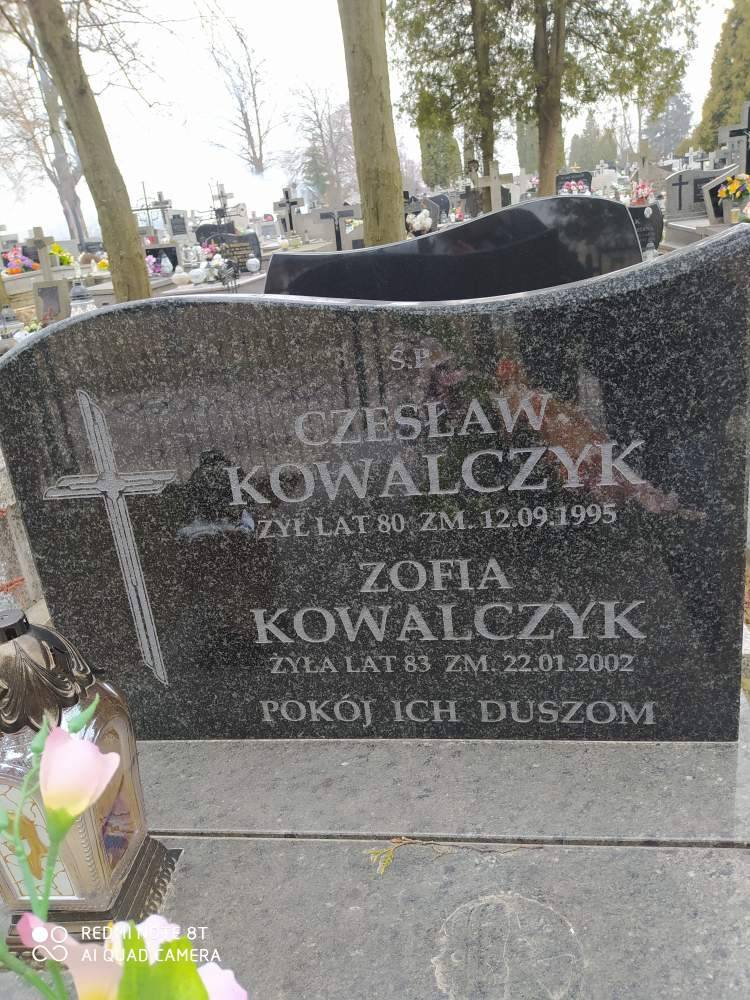 Ś.P.
CZESŁAW
KOWALCZYK
ŻYŁ LAT 80 ZM. 12.09.1995
ZOFIA
KOWALCZYK
ŻYŁA LAT 83 ZM. 22.01.2002
POKÓJ ICH DUSZOM
REDMI NOTE 8T
AI QUAD CAMERA